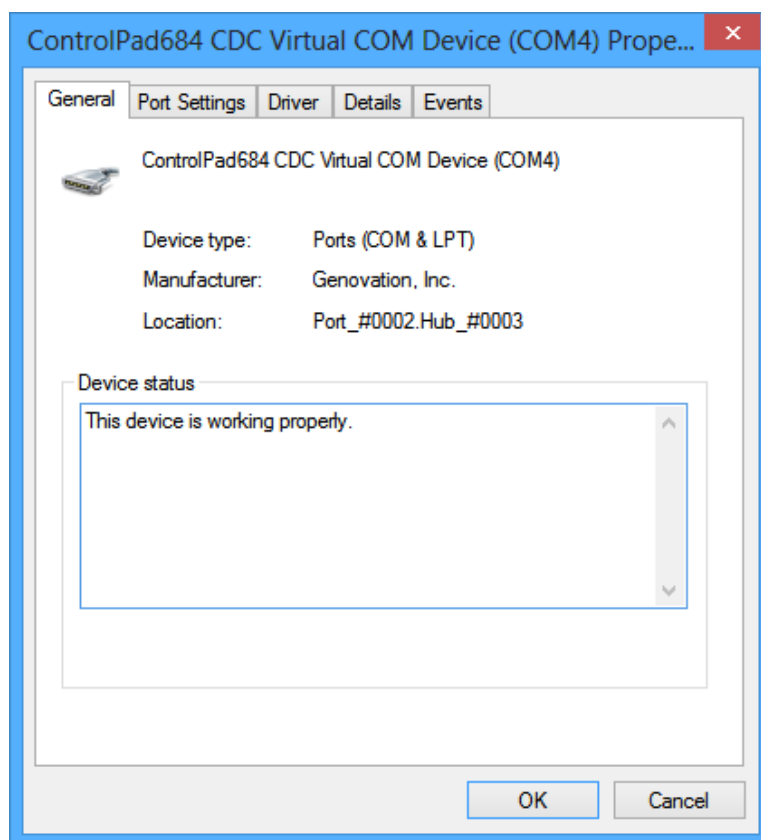 ControlPad684 CDC Virtual COM Device (COM4) Prope...
General Port Settings Driver Details Events
ControlPad684 CDC Virtual COM Device (COM4)
Device type: Ports (COM & LPT)
Manufacturer: Genovation, Inc.
Location: Port_#0002.Hub_#0003
Device status
This device is working properly.
OK Cancel